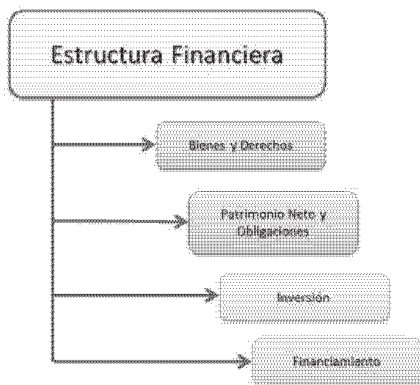 Estructura Financiera
Bienes y Derechos
Patrimonio Neto y
Obligaciones
Inversión
Financiamiento